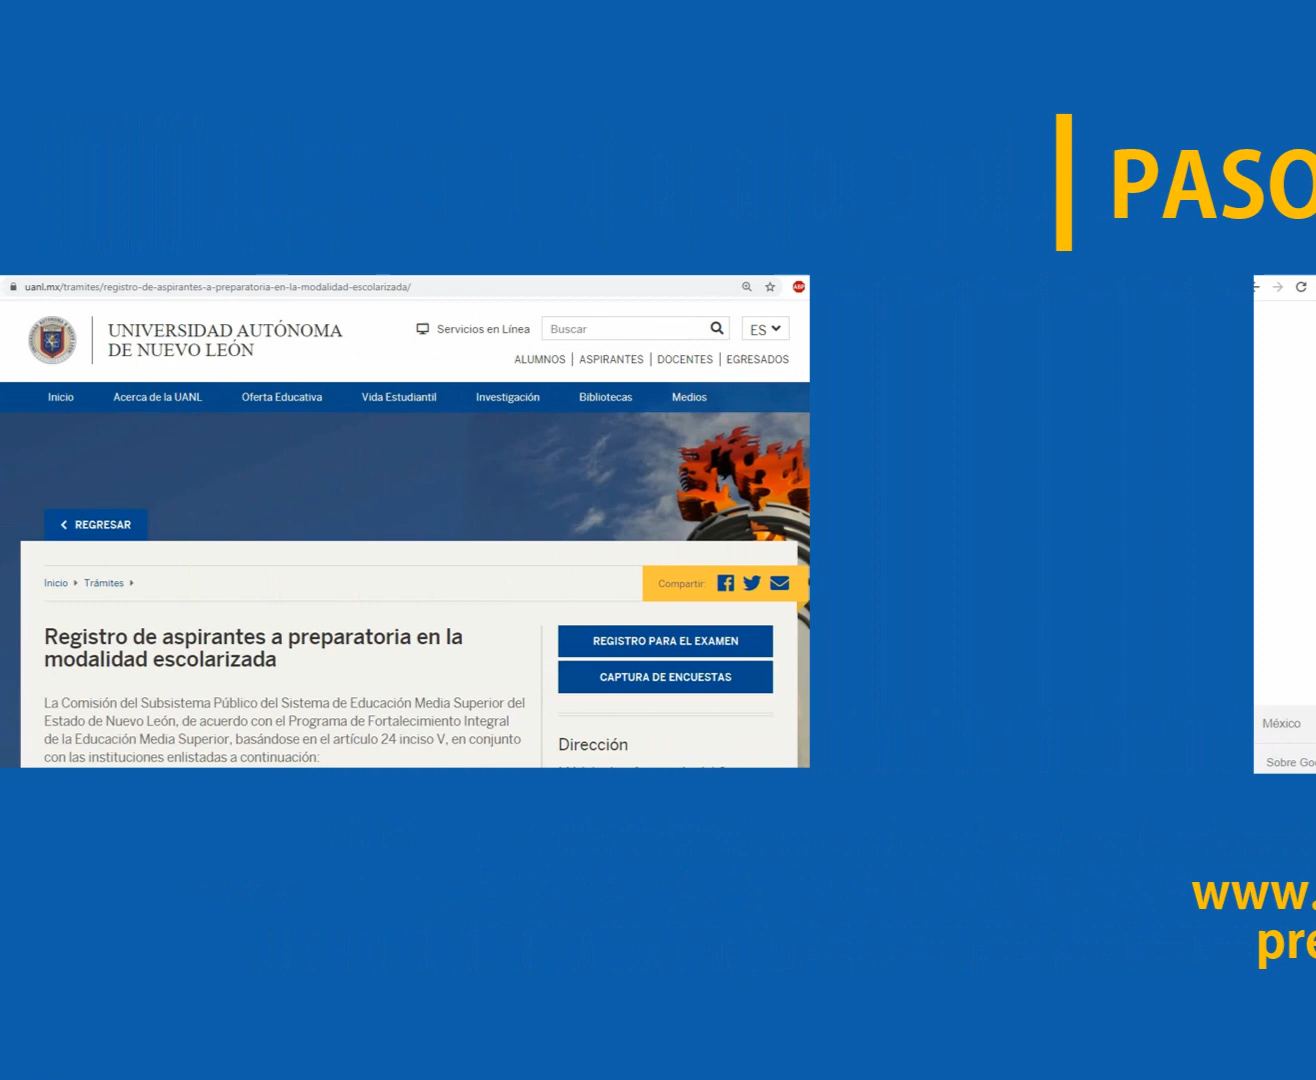 PASO
uanl.mx/tramites/registro-de-aspirantes-a-preparatoria-en-la-modalidad-escolarizada/
ABP
UNIVERSIDAD AUTÓNOMA
DE NUEVO LEÓN
Servicios en Línea
Buscar
ES
ALUMNOS | ASPIRANTES | DOCENTES | EGRESADOS
Inicio Acerca de la UANL Oferta Educativa Vida Estudiantil Investigación Bibliotecas Medios
REGRESAR
Inicio Trámites
Compartir:
Registro de aspirantes a preparatoria en la
modalidad escolarizada
La Comisión del Subsistema Público del Sistema de Educación Media Superior del
Estado de Nuevo León, de acuerdo con el Programa de Fortalecimiento Integral
de la Educación Media Superior, basándose en el artículo 24 inciso V, en conjunto
con las instituciones enlistadas a continuación:
REGISTRO PARA EL EXAMEN
CAPTURA DE ENCUESTAS
Dirección
México
Sobre Goo
www.
pre